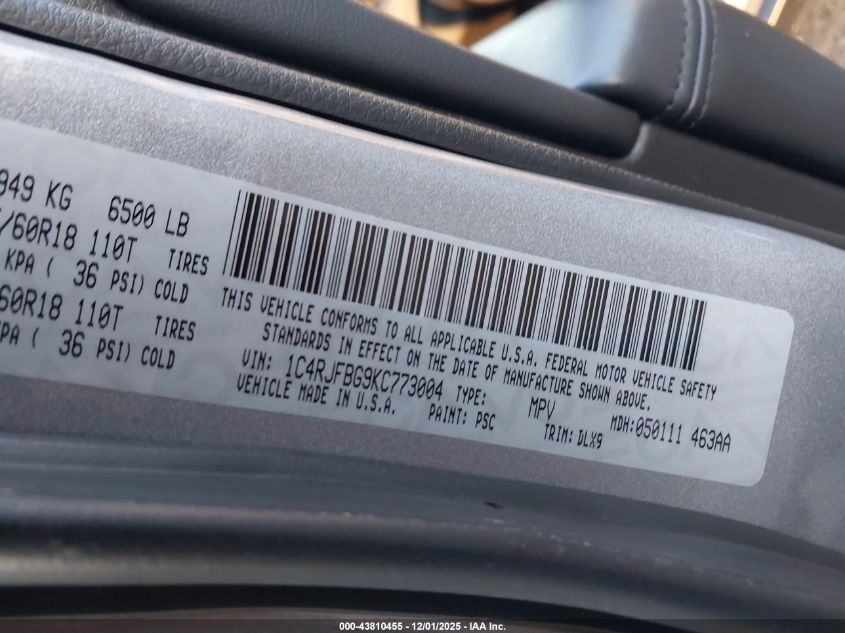 949 KG 6500 LB
/60R18 110T TIRES
KPA ( 36 PSI) COLD
60R18 110T TIRES
KPA ( 36 PSI) COLD
THIS VEHICLE CONFORMS TO ALL APPLICABLE U.S.A. FEDERAL MOTOR VEHICLE SAFETY
STANDARDS IN EFFECT ON THE DATE OF MANUFACTURE SHOWN ABOVE.
VIN: 1C4RJFBG9KC773004 TYPE: MPV MDH:050111 463AA
VEHICLE MADE IN U.S.A. PAINT: PSC TRIM: DLX9
000-43810455 - 12/01/2025 - IAA Inc.